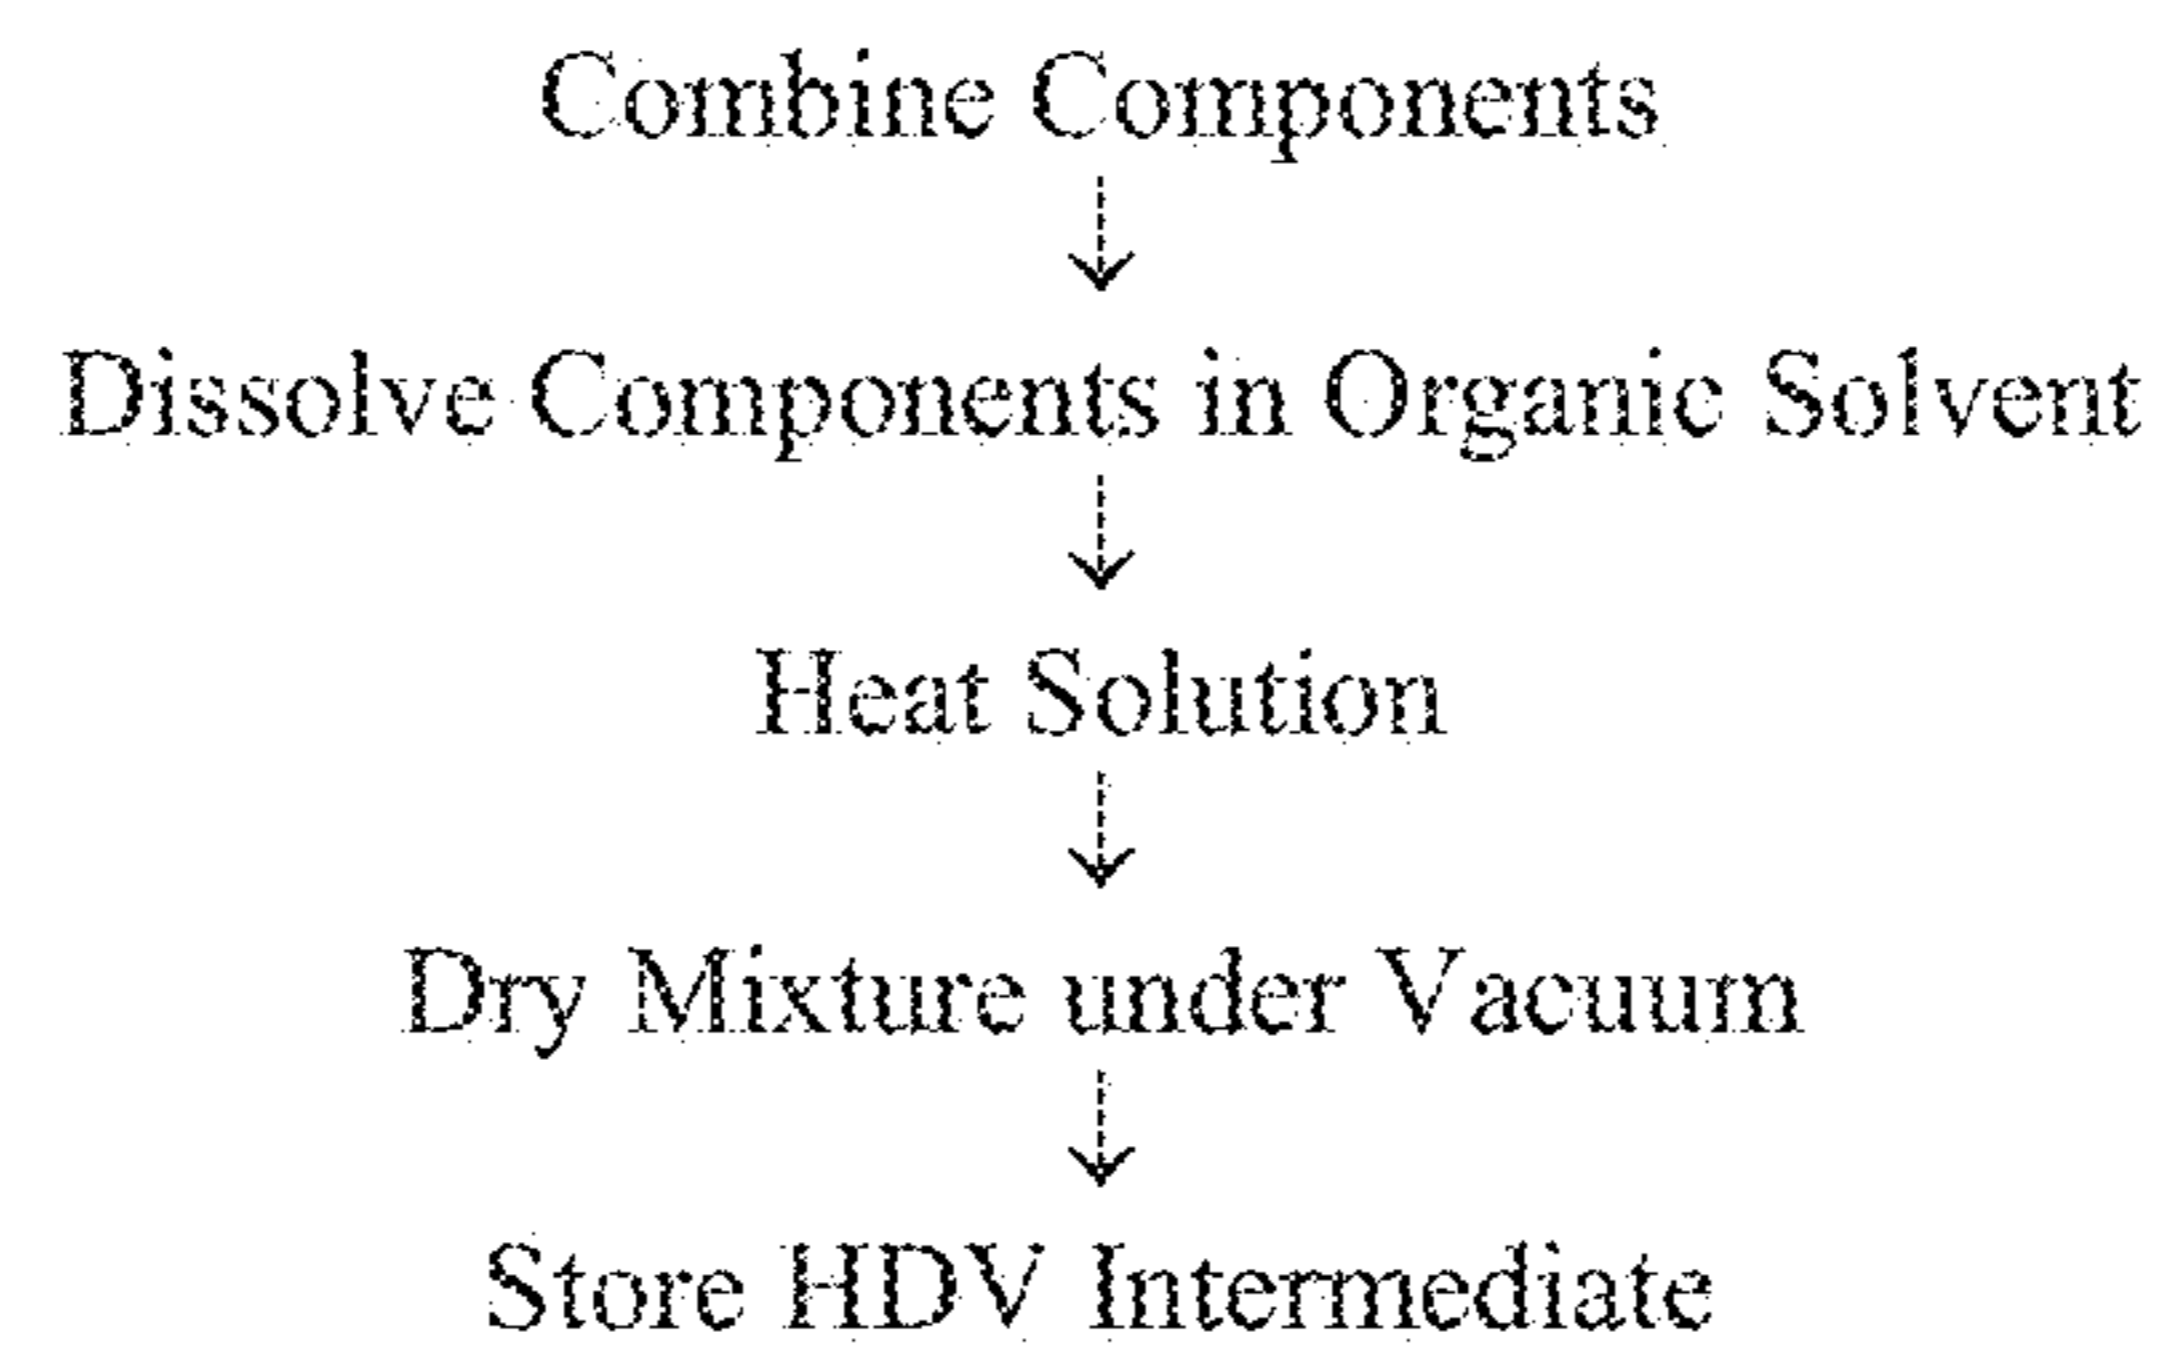 Combine Components
Dissolve Components in Organic Solvent
Heat Solution
Dry Mixture under Vacuum
Store HDV Intermediate